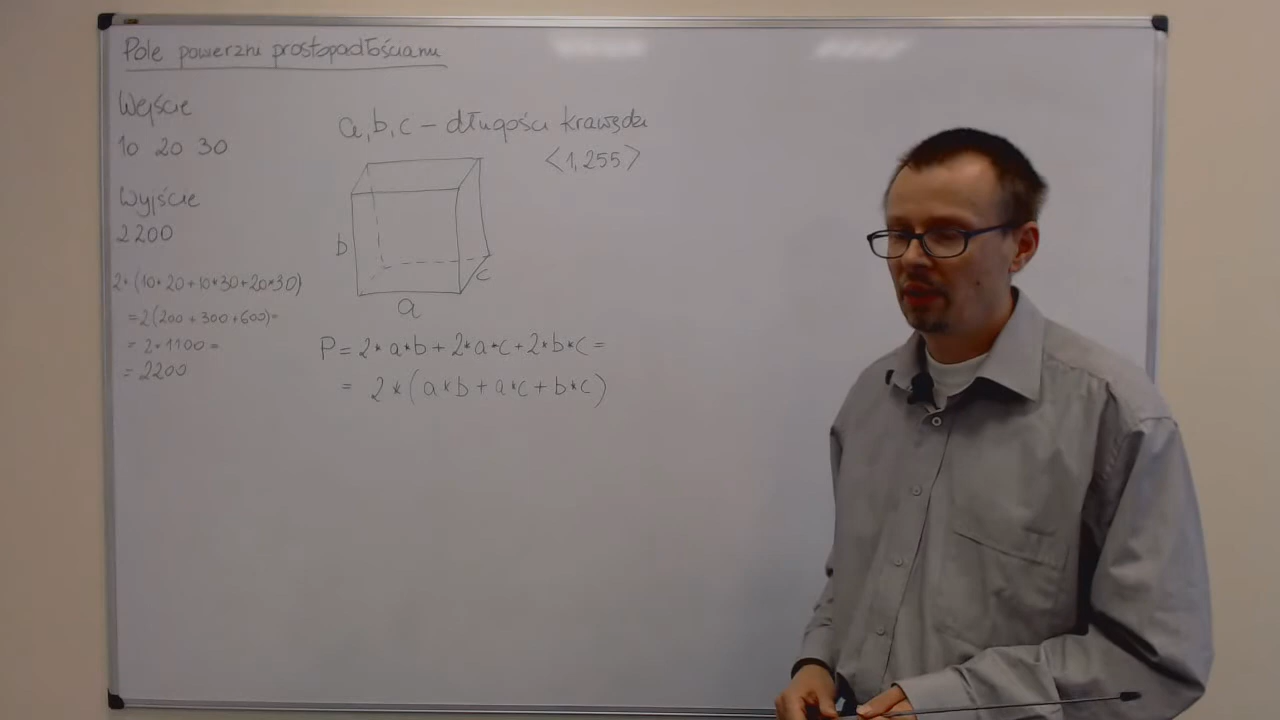 Pole powerzni prostopadłościanu
Wejście
10 20 30
Wyjście
2200
2*(10*20+10*30+20*30)
=2(200+300+600)=
=2*1100=
=2200
a,b,c - długości krawędzi
<1,255>
b
c
a
P=2*a*b+2*a*c+2*b*c=
=2*(a*b+a*c+b*c)